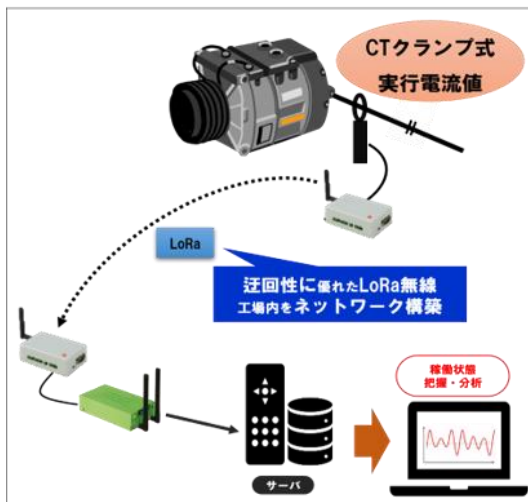 CTクランプ式
実行電流値
LoRa
迂回性に優れたLoRa無線
工場内をネットワーク構築
稼働状態
把握・分析
サーバ